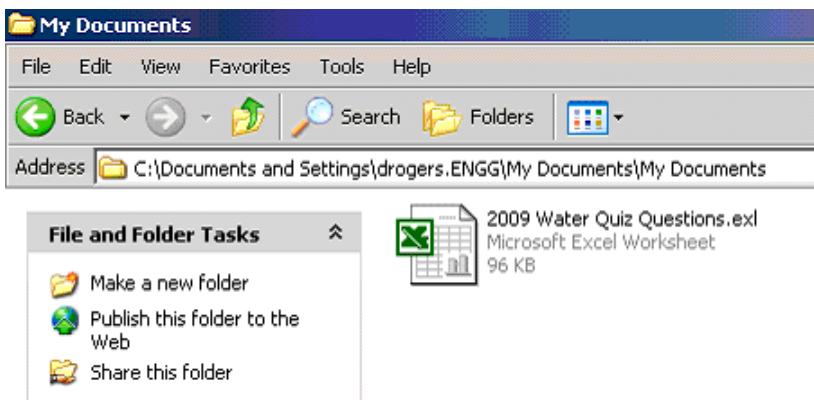 My Documents
File Edit View Favorites Tools Help
Back Search Folders
Address C:\Documents and Settings\drogers.ENGG\My Documents\My Documents
File and Folder Tasks
Make a new folder
Publish this folder to the
Web
Share this folder
2009 Water Quiz Questions.exl
Microsoft Excel Worksheet
96 KB